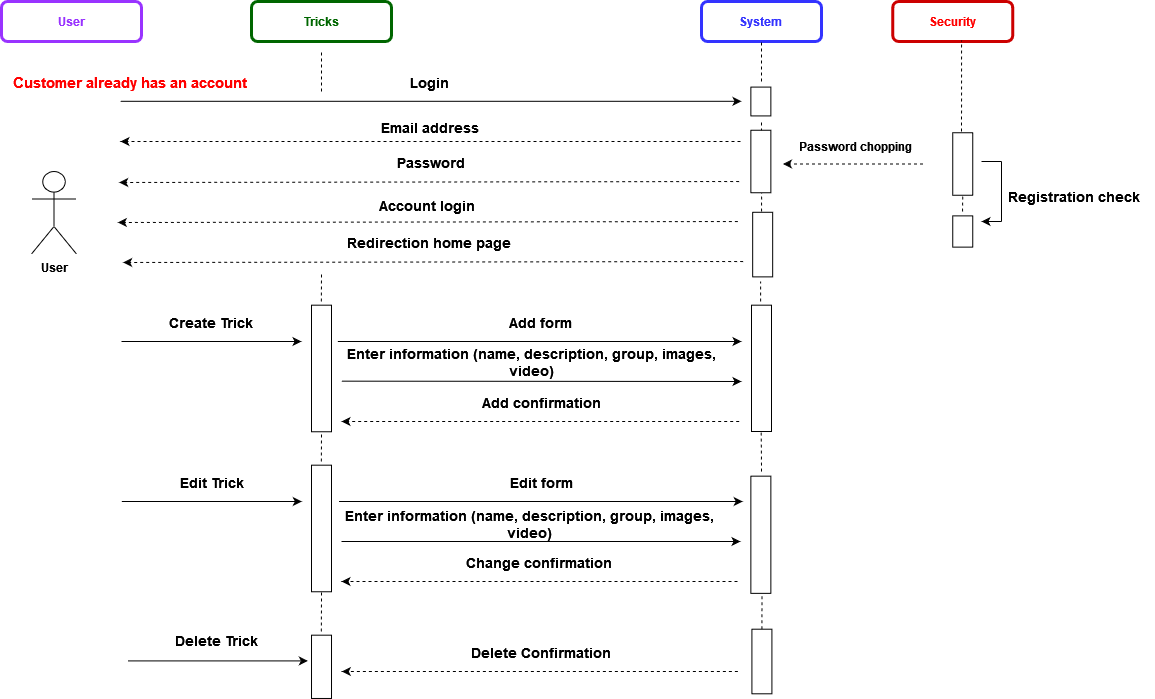 User
Tricks
System
Security
Customer already has an account
Login
Email address
Password chopping
Password
Registration check
Account login
Redirection home page
User
Create Trick
Add form
Enter information (name, description, group, images,
video)
Add confirmation
Edit Trick
Edit form
Enter information (name, description, group, images,
video)
Change confirmation
Delete Trick
Delete Confirmation